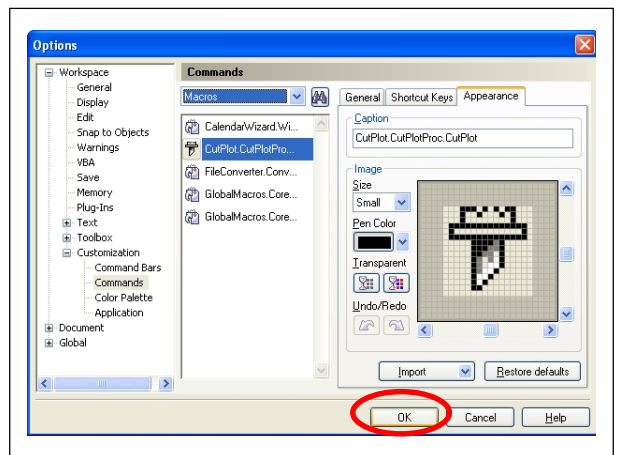 Options
Workspace
General
Display
Edit
Snap to Objects
Warnings
VBA
Save
Memory
Plug-Ins
Text
Toolbox
Customization
Command Bars
Commands
Color Palette
Application
Document
Global
Commands
Macros
CalendarWizard.Wi...
CutPlot.CutPlotPro...
FileConverter.Conv...
GlobalMacros.Core...
GlobalMacros.Core...
General Shortcut Keys Appearance
Caption
CutPlot.CutPlotProc.CutPlot
Image
Size
Small
Pen Color
Transparent
Undo/Redo
Import Restore defaults
OK Cancel Help